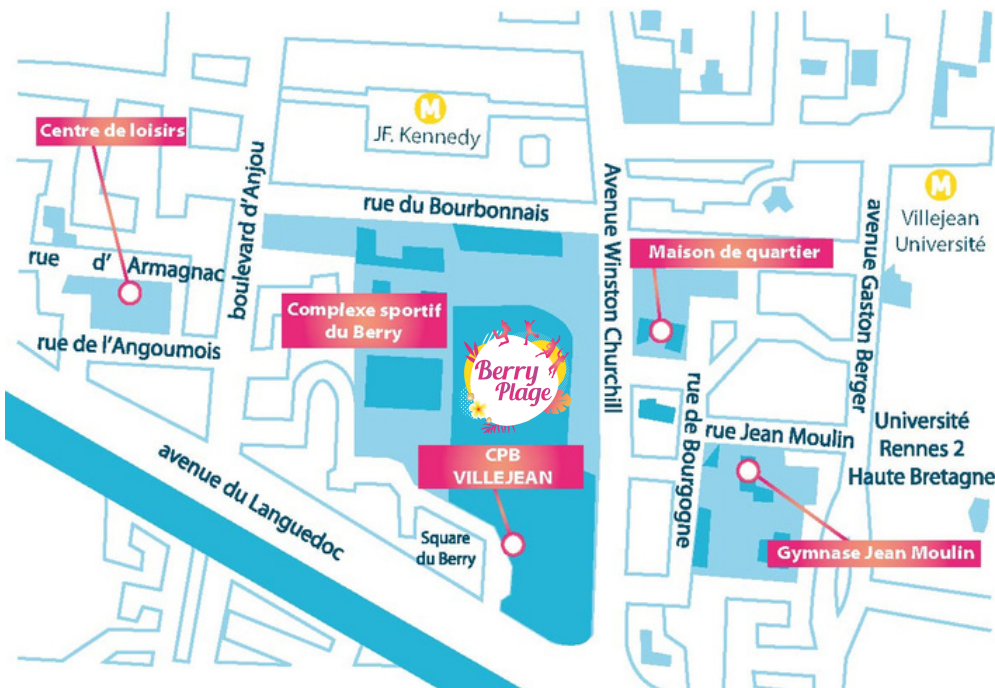 M
JF. Kennedy
Centre de loisirs
boulevard d'Anjou
rue du Bourbonnais
Avenue Winston Churchill
M
Villejean
Université
avenue Gaston Berger
Maison de quartier
rue d' Armagnac
Complexe sportif
du Berry
rue de l'Angoumois
Berry
Plage
rue de Bourgogne
rue Jean Moulin
Université
Rennes 2
Haute Bretagne
CPB
VILLEJEAN
avenue du Languedoc
Square
du Berry
Gymnase Jean Moulin